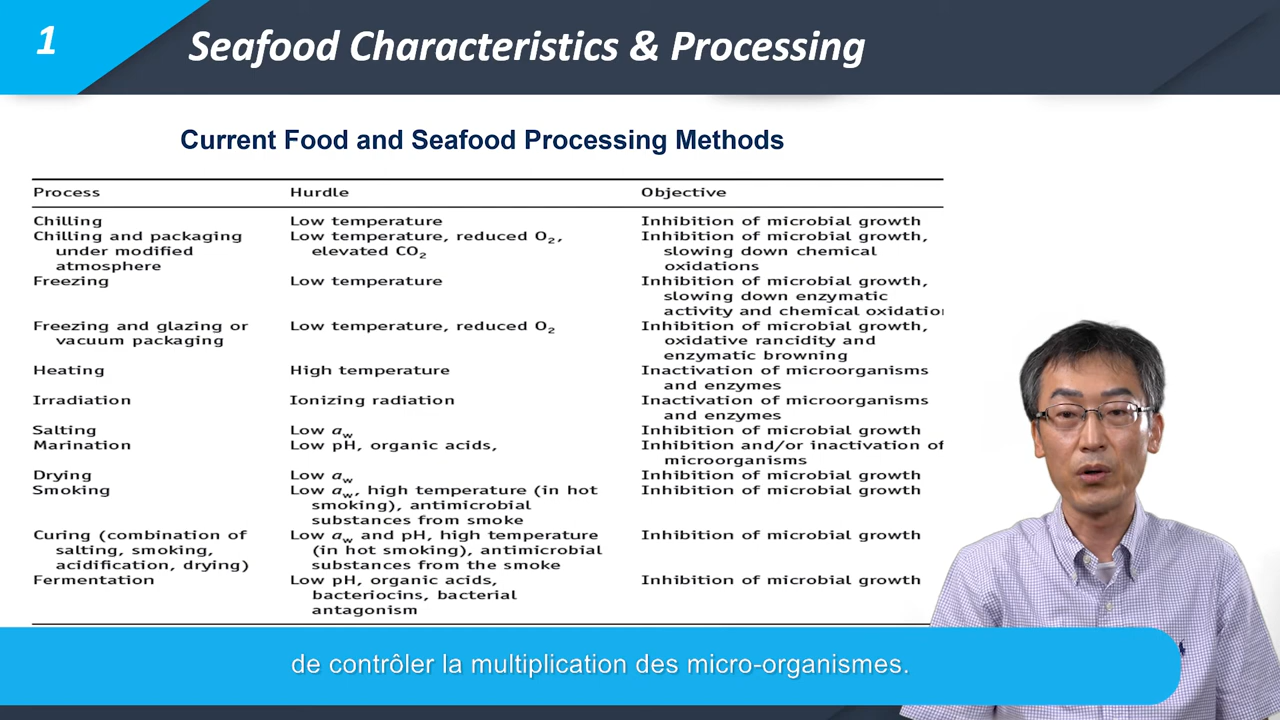 1
Seafood Characteristics & Processing
Current Food and Seafood Processing Methods
Process Hurdle Objective
Chilling Low temperature Inhibition of microbial growth
Chilling and packaging Low temperature, reduced O₂, Inhibition of microbial growth,
under modified elevated CO₂ slowing down chemical
atmosphere oxidations
Freezing Low temperature Inhibition of microbial growth,
slowing down enzymatic
activity and chemical oxidation
Freezing and glazing or Low temperature, reduced O₂ Inhibition of microbial growth,
vacuum packaging oxidative rancidity and
enzymatic browning
Heating High temperature Inactivation of microorganisms
and enzymes
Irradiation Ionizing radiation Inactivation of microorganisms
and enzymes
Salting Low aw Inhibition of microbial growth
Marination Low pH, organic acids, Inhibition and/or inactivation of
microorganisms
Drying Low aw Inhibition of microbial growth
Smoking Low aw, high temperature (in hot Inhibition of microbial growth
smoking), antimicrobial
substances from smoke
Curing (combination of Low aw and pH, high temperature Inhibition of microbial growth
salting, smoking, (in hot smoking), antimicrobial
acidification, drying) substances from the smoke
Fermentation Low pH, organic acids, Inhibition of microbial growth
bacteriocins, bacterial
antagonism
de contrôler la multiplication des micro-organismes.